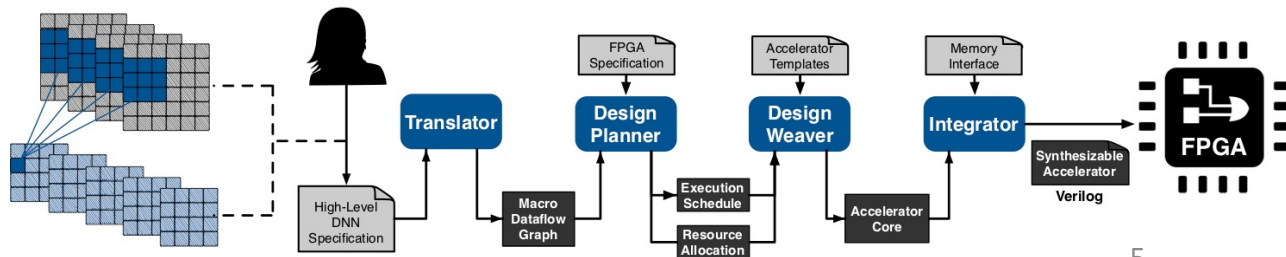 High-Level
DNN
Specification
Translator
Macro
Dataflow
Graph
FPGA
Specification
Design
Planner
Execution
Schedule
Resource
Allocation
Accelerator
Templates
Design
Weaver
Accelerator
Core
Memory
Interface
Integrator
Synthesizable
Accelerator
Verilog
FPGA